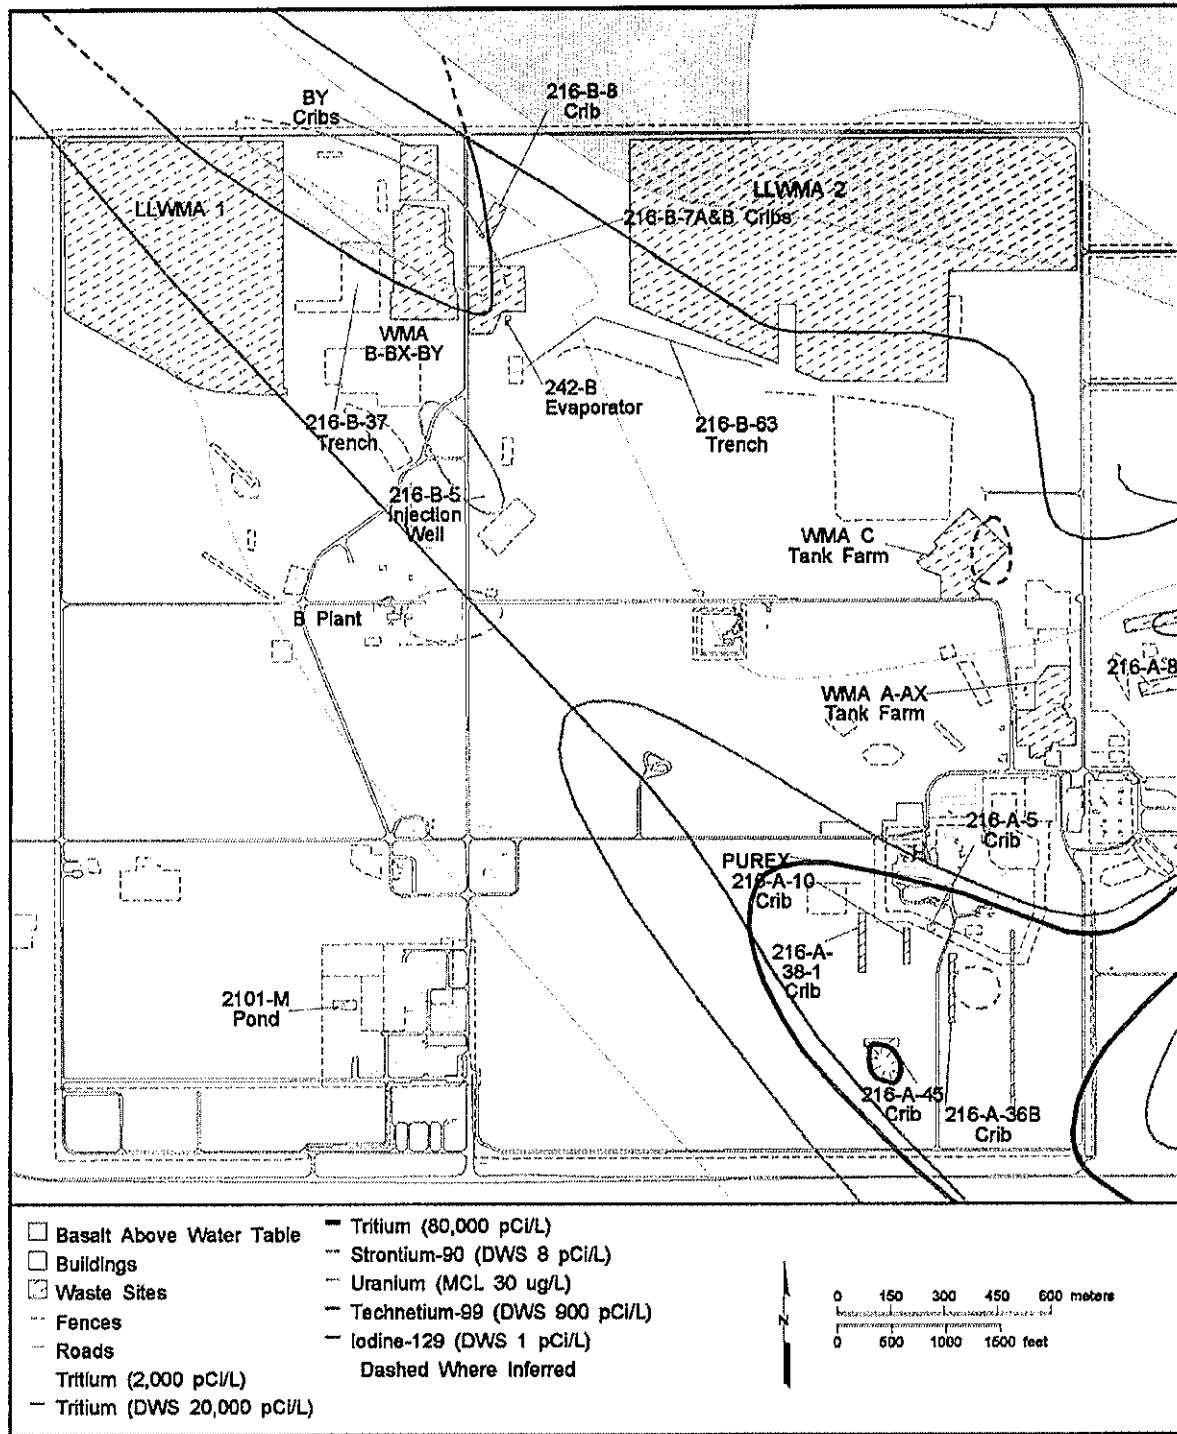 BY
Cribs
216-B-8
Crib
LLWMA 1
LLWMA 2
216-B-7A&B Cribs
WMA
B-BX-BY
242-B
Evaporator
216-B-37
Trench
216-B-63
Trench
216-B-5
Injection
Well
WMA C
Tank Farm
B Plant
216-A-8
WMA A-AX
Tank Farm
216-A-5
Crib
PUREX
216-A-10
Crib
216-A-
38-1
Crib
2101-M
Pond
216-A-45
Crib
216-A-36B
Crib
Basalt Above Water Table
Buildings
Waste Sites
Fences
Roads
Tritium (2,000 pCi/L)
Tritium (DWS 20,000 pCi/L)
Tritium (80,000 pCi/L)
Strontium-90 (DWS 8 pCi/L)
Uranium (MCL 30 ug/L)
Technetium-99 (DWS 900 pCi/L)
Iodine-129 (DWS 1 pCi/L)
Dashed Where Inferred
N
0 150 300 450 600 meters
0 500 1000 1500 feet